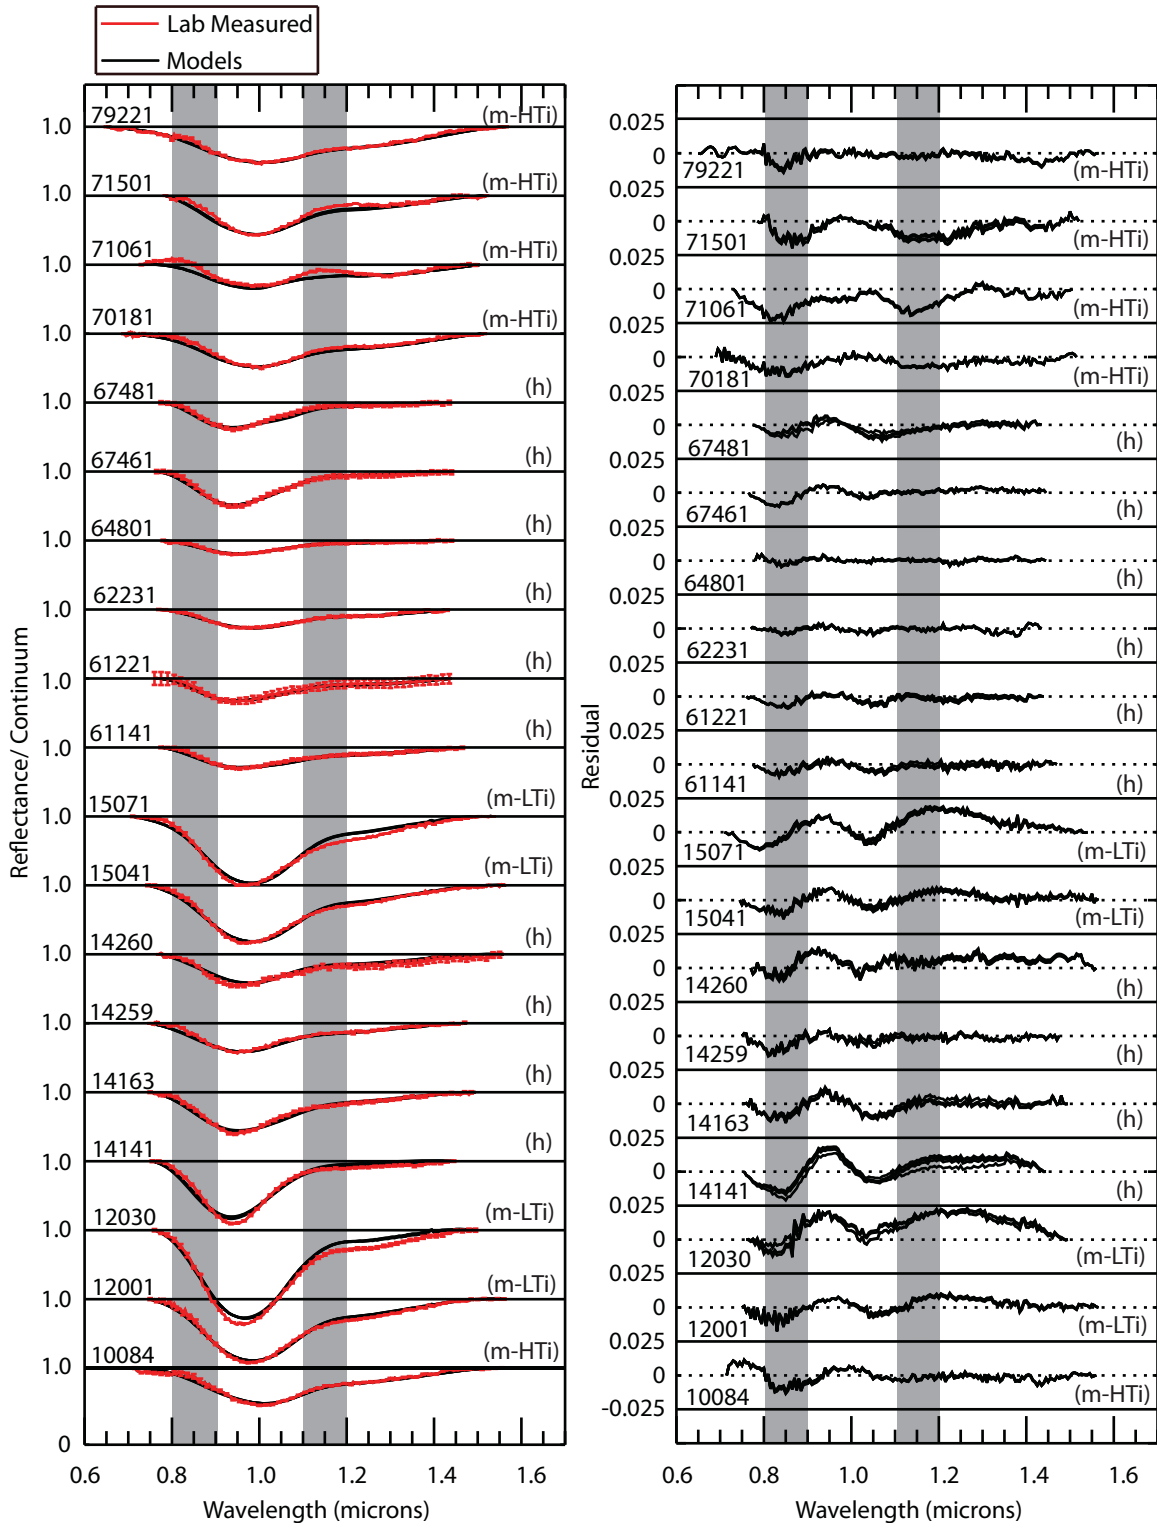 Lab Measured
Models
79221 (m-HTi)
1.0
71501 (m-HTi)
1.0
71061 (m-HTi)
1.0
70181 (m-HTi)
1.0
67481 (h)
1.0
67461 (h)
1.0
64801 (h)
1.0
62231 (h)
1.0
61221 (h)
1.0
61141 (h)
1.0
15071 (m-LTi)
1.0
15041 (m-LTi)
1.0
14260 (h)
1.0
14259 (h)
1.0
14163 (h)
1.0
14141 (h)
1.0
12030 (m-LTi)
1.0
12001 (m-LTi)
1.0
10084 (m-HTi)
1.0
0
0.6 0.8 1.0 1.2 1.4 1.6
Wavelength (microns)
Reflectance/ Continuum
0.025
0
79221 (m-HTi)
0.025
0
71501 (m-HTi)
0.025
0
71061 (m-HTi)
0.025
0
70181 (m-HTi)
0.025
0
67481 (h)
0.025
0
67461 (h)
0.025
0
64801 (h)
0.025
0
62231 (h)
0.025
0
61221 (h)
0.025
0
61141 (h)
0.025
0
15071 (m-LTi)
0.025
0
15041 (m-LTi)
0.025
0
14260 (h)
0.025
0
14259 (h)
0.025
0
14163 (h)
0.025
0
14141 (h)
0.025
0
12030 (m-LTi)
0.025
0
12001 (m-LTi)
0.025
0
10084 (m-HTi)
-0.025
0.6 0.8 1.0 1.2 1.4 1.6
Wavelength (microns)
Residual